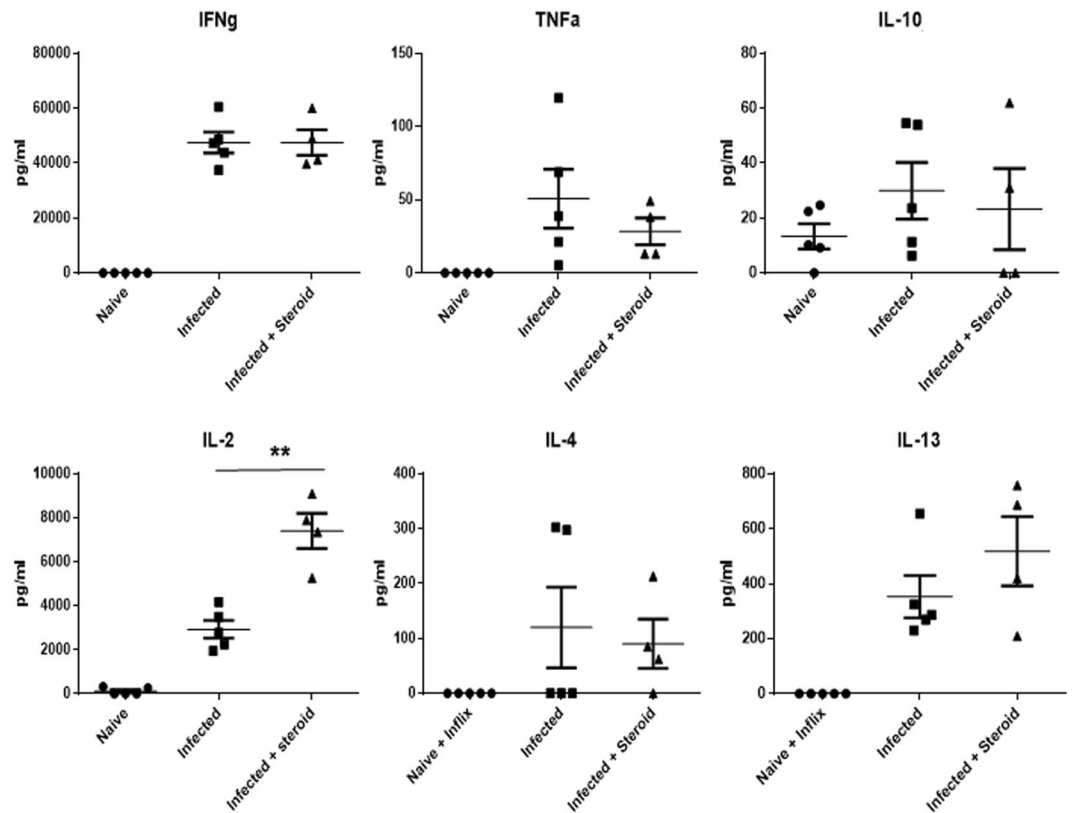 IFNg
TNFa
IL-10
80000
60000
40000
20000
0
pg/ml
Naive
Infected
Infected + Steroid
150
100
50
0
pg/ml
Naive
Infected
Infected + Steroid
80
60
40
20
0
pg/ml
Naive
Infected
Infected + Steroid
IL-2
IL-4
IL-13
10000
8000
6000
4000
2000
0
pg/ml
**
Naive
Infected
Infected + steroid
400
300
200
100
0
pg/ml
Naive + Inflix
Infected
Infected + Steroid
800
600
400
200
0
pg/ml
Naive + Inflix
Infected
Infected + Steroid